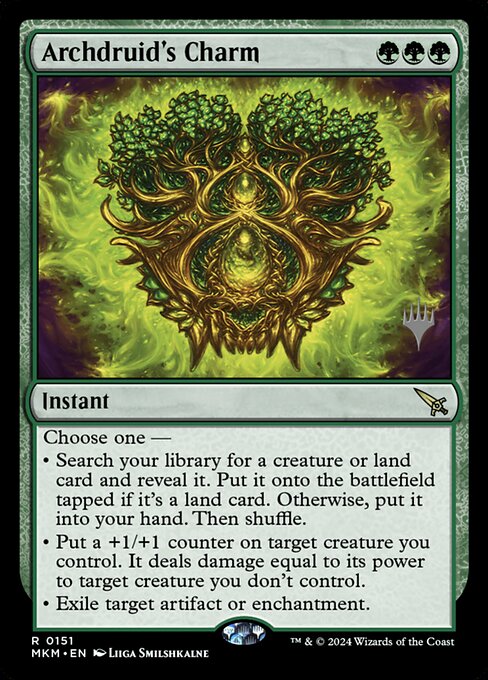 Archdruid's Charm
Instant
Choose one —
• Search your library for a creature or land
card and reveal it. Put it onto the battlefield
tapped if it's a land card. Otherwise, put it
into your hand. Then shuffle.
• Put a +1/+1 counter on target creature you
control. It deals damage equal to its power
to target creature you don't control.
• Exile target artifact or enchantment.
R 0151
MKM • EN Liiga Smilshkalne
™ & © 2024 Wizards of the Coast